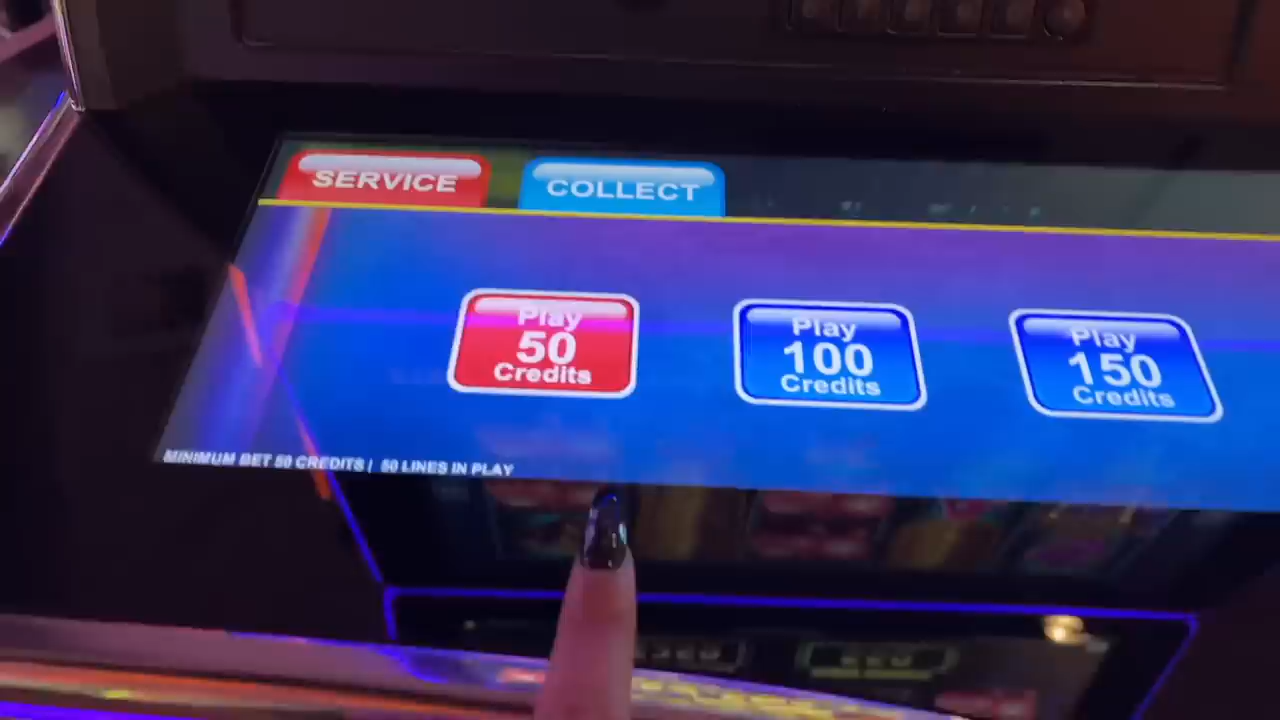 SERVICE
COLLECT
Play
50
Credits
Play
100
Credits
Play
150
Credits
MINIMUM BET 50 CREDITS | 50 LINES IN PLAY